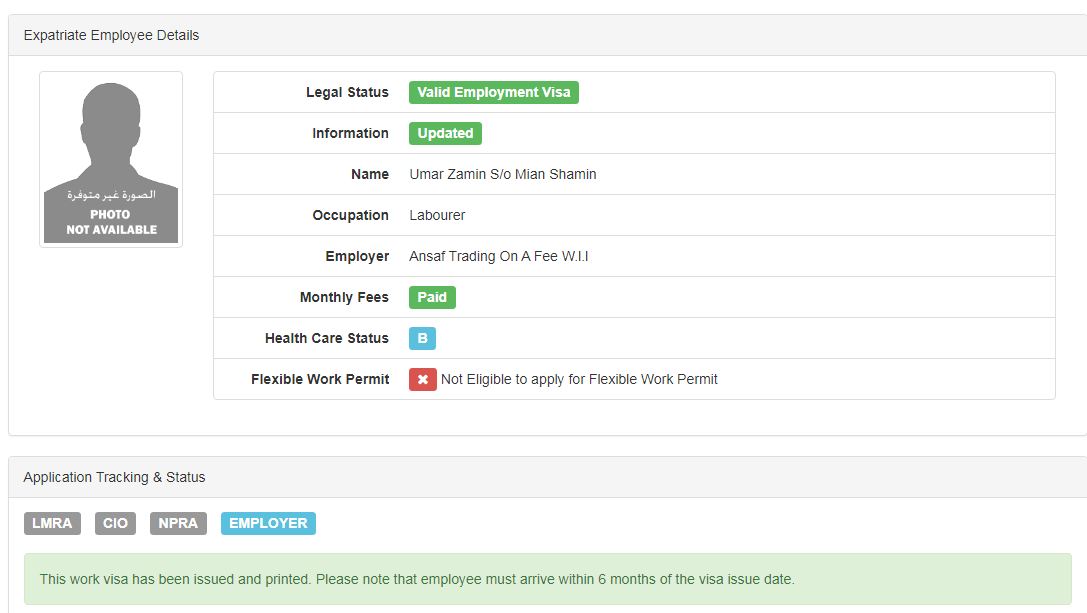 Expatriate Employee Details
الصورة غير متوفرة
PHOTO
NOT AVAILABLE
Legal Status Valid Employment Visa
Information Updated
Name Umar Zamin S/o Mian Shamin
Occupation Labourer
Employer Ansaf Trading On A Fee W.I.I
Monthly Fees Paid
Health Care Status B
Flexible Work Permit Not Eligible to apply for Flexible Work Permit
Application Tracking & Status
LMRA CIO NPRA EMPLOYER
This work visa has been issued and printed. Please note that employee must arrive within 6 months of the visa issue date.